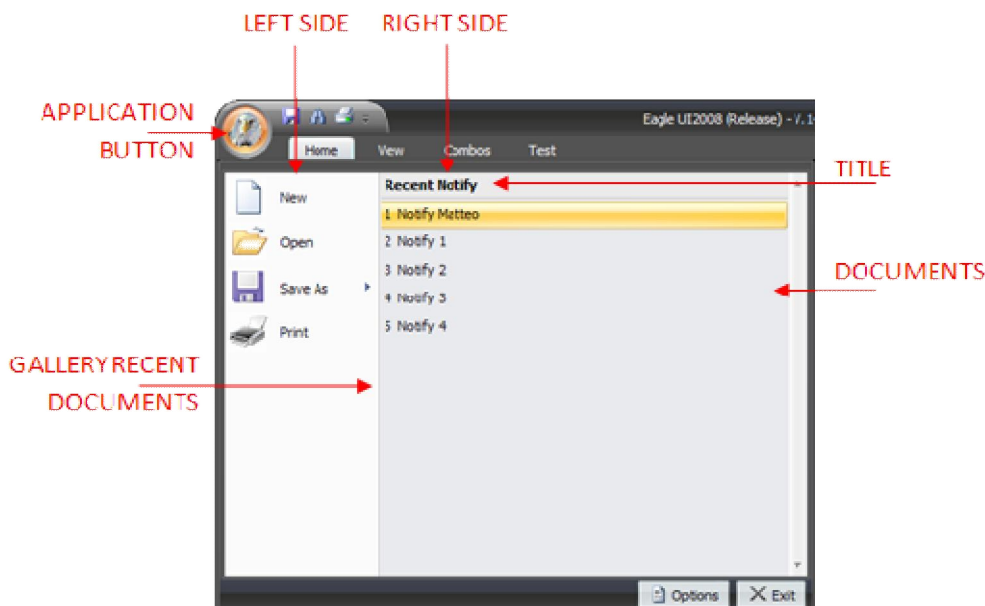 LEFT SIDE
RIGHT SIDE
APPLICATION
BUTTON
Eagle UI2008 (Release) - 7.1
Home
View
Combos
Test
TITLE
Recent Notify
New
1 Notify Matteo
2 Notify 1
Open
3 Notify 2
DOCUMENTS
Save As
4 Notify 3
Print
5 Notify 4
GALLERY RECENT
DOCUMENTS
Options
Exit